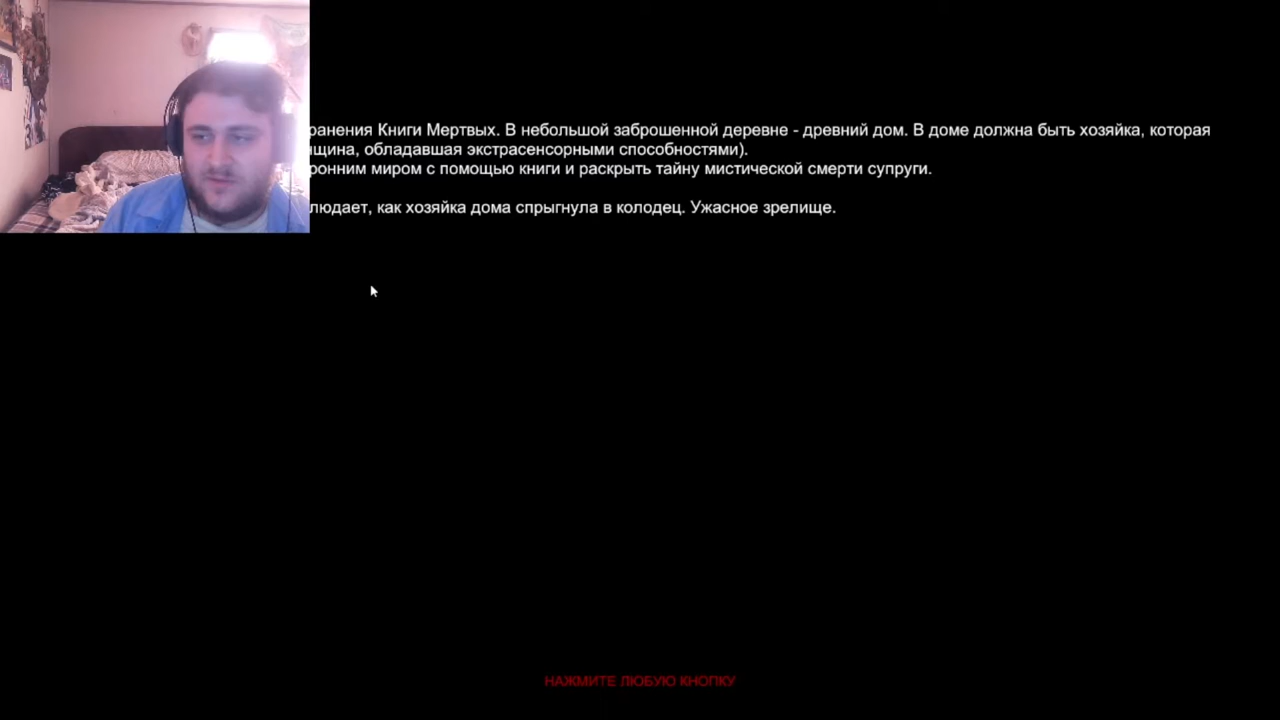 ранения Книги Мертвых. В небольшой заброшенной деревне - древний дом. В доме должна быть хозяйка, которая
нщина, обладавшая экстрасенсорными способностями).
ронним миром с помощью книги и раскрыть тайну мистической смерти супруги.
людает, как хозяйка дома спрыгнула в колодец. Ужасное зрелище.
НАЖМИТЕ ЛЮБУЮ КНОПКУ